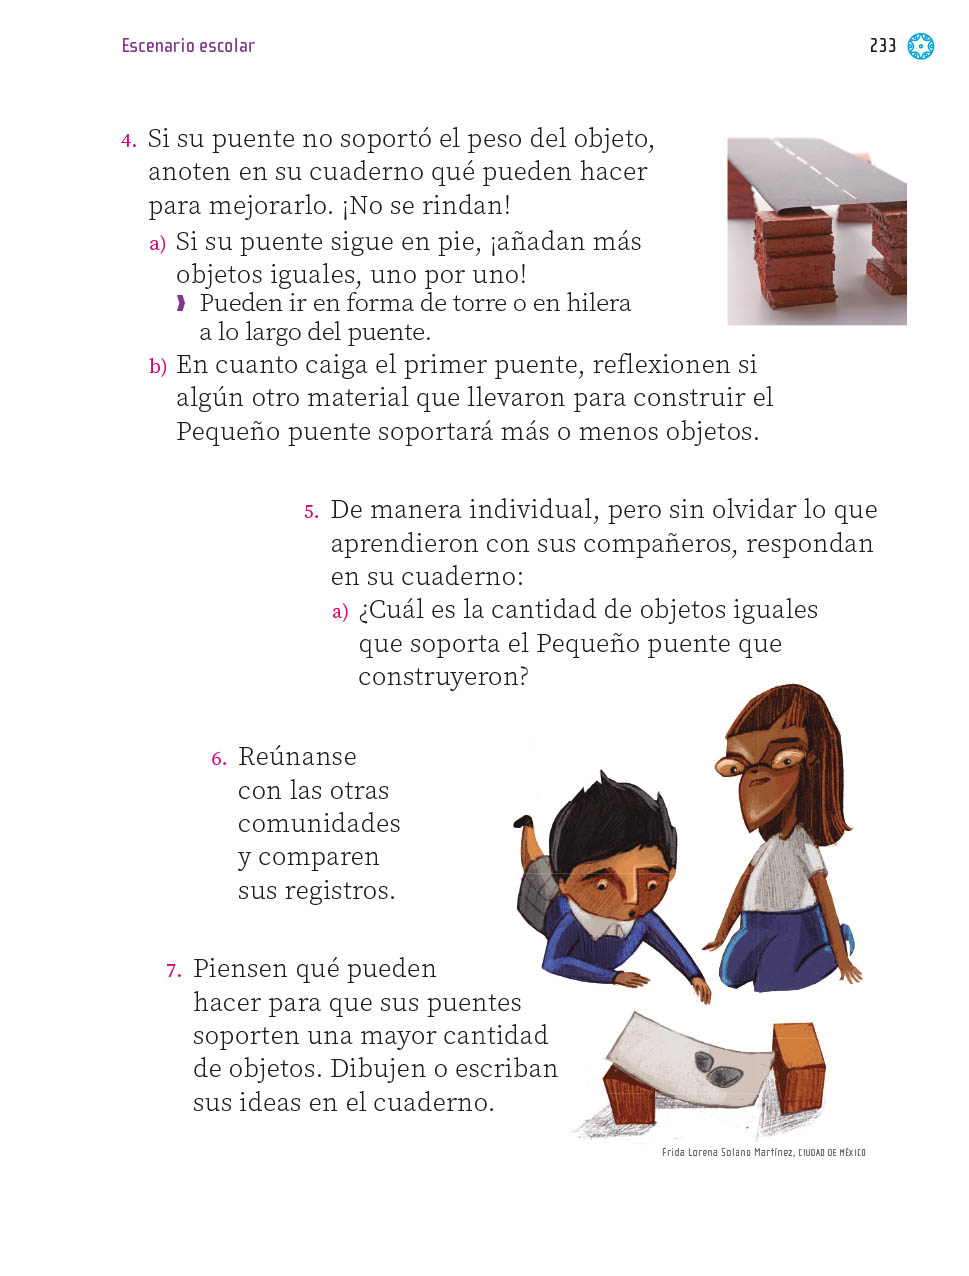 Escenario escolar
233
4. Si su puente no soportó el peso del objeto,
anoten en su cuaderno qué pueden hacer
para mejorarlo. ¡No se rindan!
a) Si su puente sigue en pie, ¡añadan más
objetos iguales, uno por uno!
Pueden ir en forma de torre o en hilera
a lo largo del puente.
b) En cuanto caiga el primer puente, reflexionen si
algún otro material que llevaron para construir el
Pequeño puente soportará más o menos objetos.
5. De manera individual, pero sin olvidar lo que
aprendieron con sus compañeros, respondan
en su cuaderno:
a) ¿Cuál es la cantidad de objetos iguales
que soporta el Pequeño puente que
construyeron?
6. Reúnanse
con las otras
comunidades
y comparen
sus registros.
7. Piensen qué pueden
hacer para que sus puentes
soporten una mayor cantidad
de objetos. Dibujen o escriban
sus ideas en el cuaderno.
Frida Lorena Solano Martínez, CIUDAD DE MÉXICO